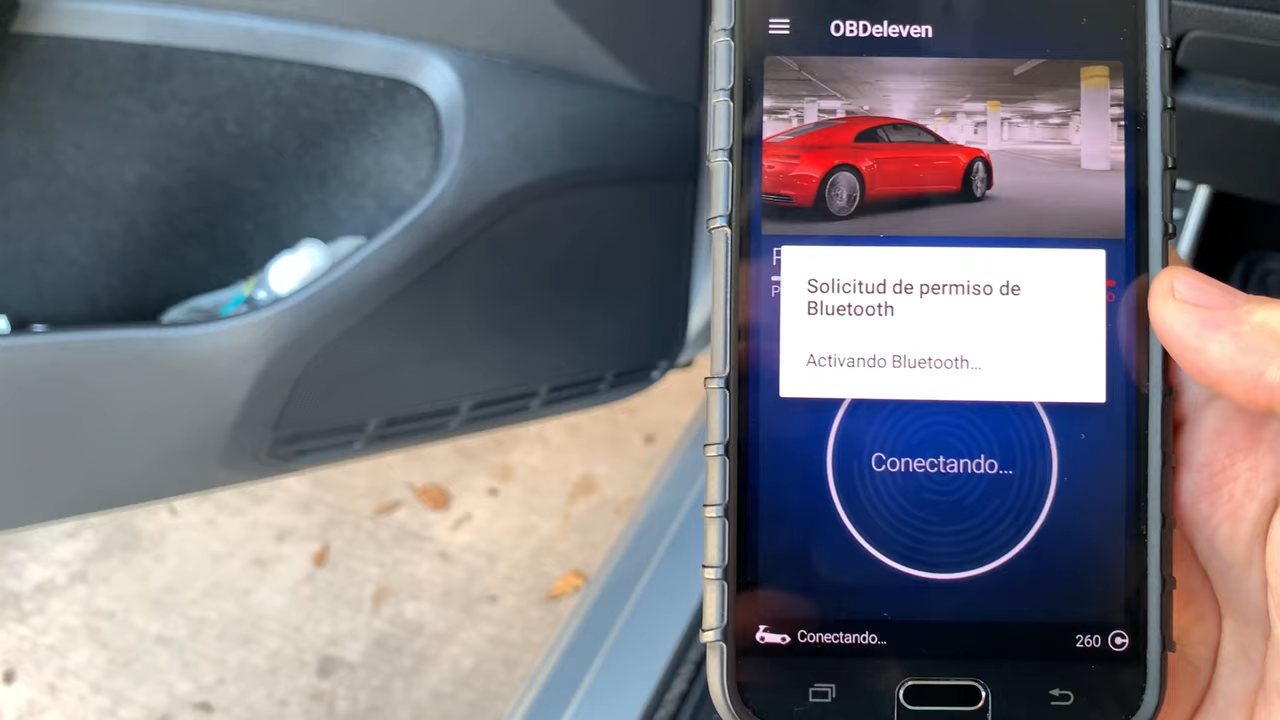 OBDeleven
Solicitud de permiso de
Bluetooth
Activando Bluetooth...
Conectando...
Conectando...
260